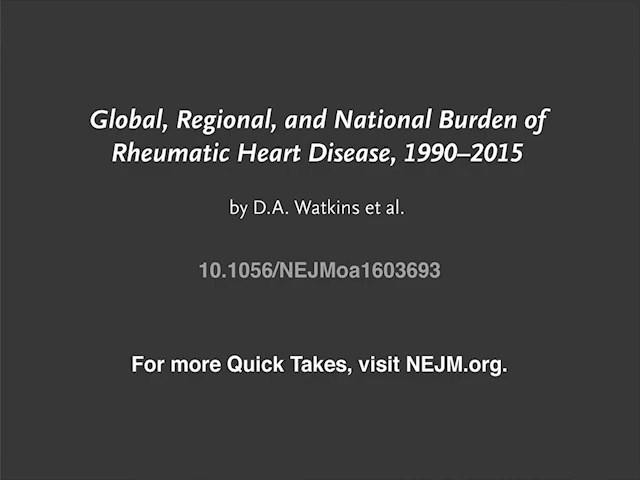 Global, Regional, and National Burden of
Rheumatic Heart Disease, 1990–2015
by D.A. Watkins et al.
10.1056/NEJMoa1603693
For more Quick Takes, visit NEJM.org.